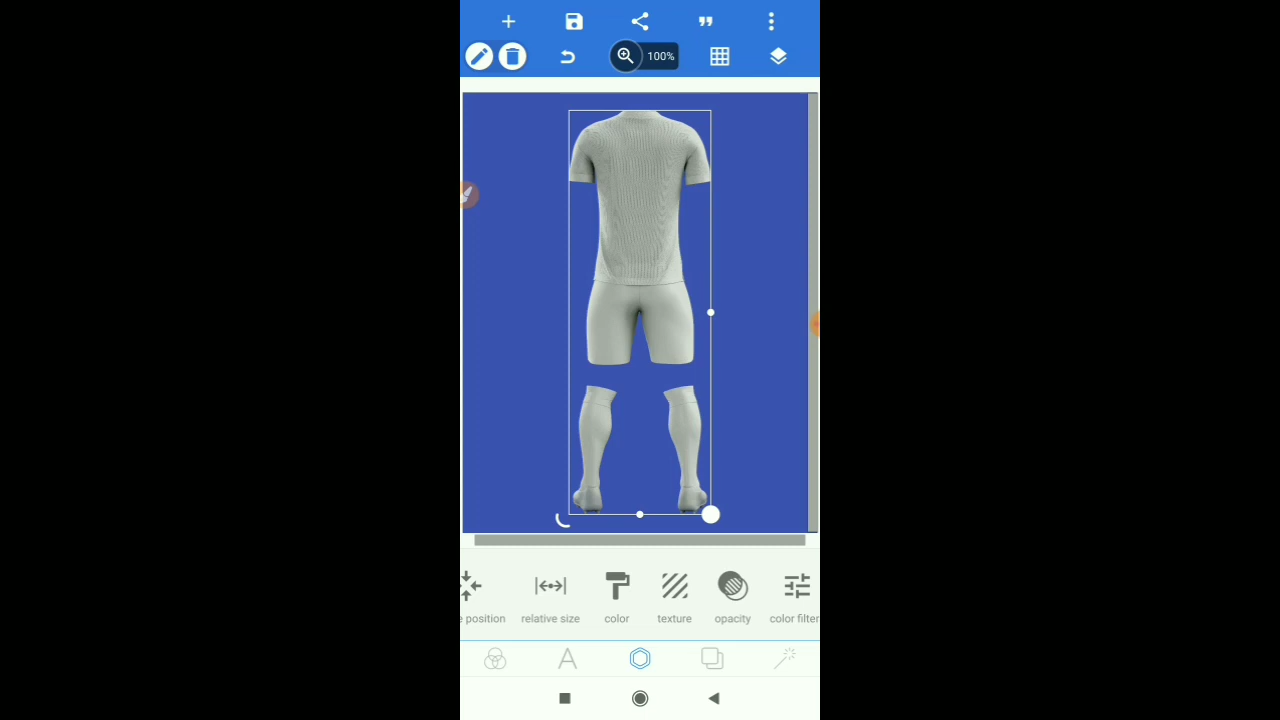 100%
e position
relative size
color
texture
opacity
color filter